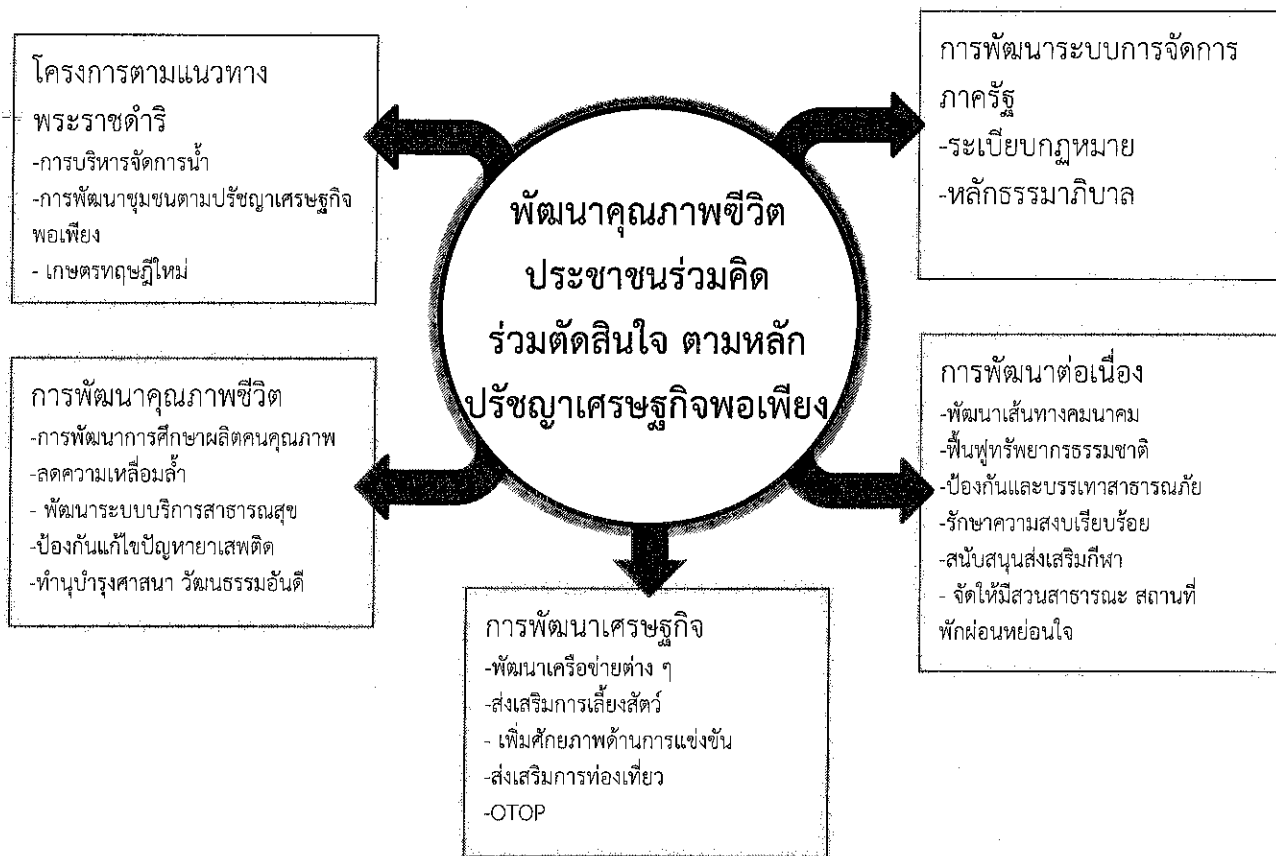 โครงการตามแนวทาง
พระราชดำริ
-การบริหารจัดการน้ำ
-การพัฒนาชุมชนตามปรัชญาเศรษฐกิจ
พอเพียง
- เกษตรทฤษฎีใหม่
การพัฒนาระบบการจัดการ
ภาครัฐ
-ระเบียบกฎหมาย
-หลักธรรมาภิบาล
พัฒนาคุณภาพชีวิต
ประชาชนร่วมคิด
ร่วมตัดสินใจ ตามหลัก
ปรัชญาเศรษฐกิจพอเพียง
การพัฒนาคุณภาพชีวิต
-การพัฒนาการศึกษาผลิตคนคุณภาพ
-ลดความเหลื่อมล้ำ
- พัฒนาระบบบริการสาธารณสุข
-ป้องกันแก้ไขปัญหายาเสพติด
-ทำนุบำรุงศาสนา วัฒนธรรมอันดี
การพัฒนาต่อเนื่อง
-พัฒนาเส้นทางคมนาคม
-ฟื้นฟูทรัพยากรธรรมชาติ
-ป้องกันและบรรเทาสาธารณภัย
-รักษาความสงบเรียบร้อย
-สนับสนุนส่งเสริมกีฬา
- จัดให้มีสวนสาธารณะ สถานที่
พักผ่อนหย่อนใจ
การพัฒนาเศรษฐกิจ
-พัฒนาเครือข่ายต่าง ๆ
-ส่งเสริมการเลี้ยงสัตว์
- เพิ่มศักยภาพด้านการแข่งขัน
-ส่งเสริมการท่องเที่ยว
-OTOP